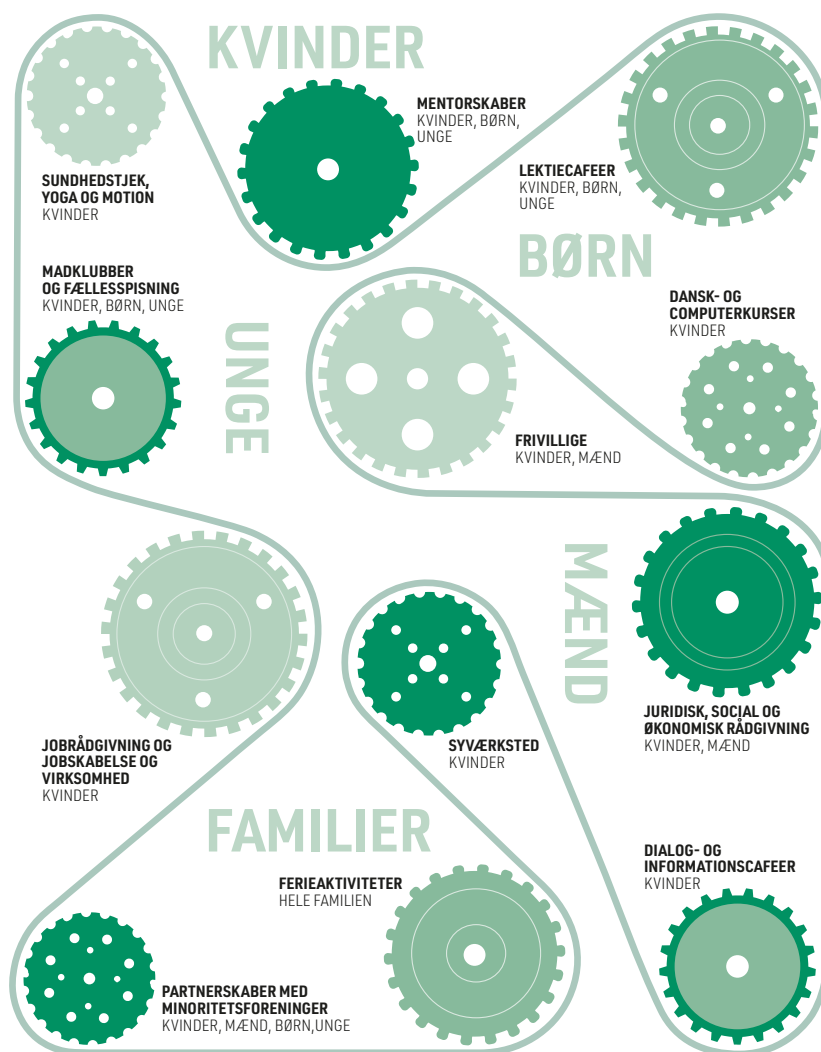 KVINDER
MENTORSKABER
KVINDER, BØRN,
UNGE
SUNDHEDSTJEK,
YOGA OG MOTION
KVINDER
LEKTIECAFEER
KVINDER, BØRN,
UNGE
BØRN
MADKLUBBER
OG FÆLLESSPISNING
KVINDER, BØRN, UNGE
UNGE
DANSK- OG
COMPUTERKURSER
KVINDER
FRIVILLIGE
KVINDER, MÆND
MÆND
JURIDISK, SOCIAL OG
ØKONOMISK RÅDGIVNING
KVINDER, MÆND
JOBRÅDGIVNING OG
JOBSKABELSE OG
VIRKSOMHED
KVINDER
SYVÆRKSTED
KVINDER
FAMILIER
FERIEAKTIVITETER
HELE FAMILIEN
DIALOG- OG
INFORMATIONSCAFEER
KVINDER
PARTNERSKABER MED
MINORITETSFORENINGER
KVINDER, MÆND, BØRN,UNGE